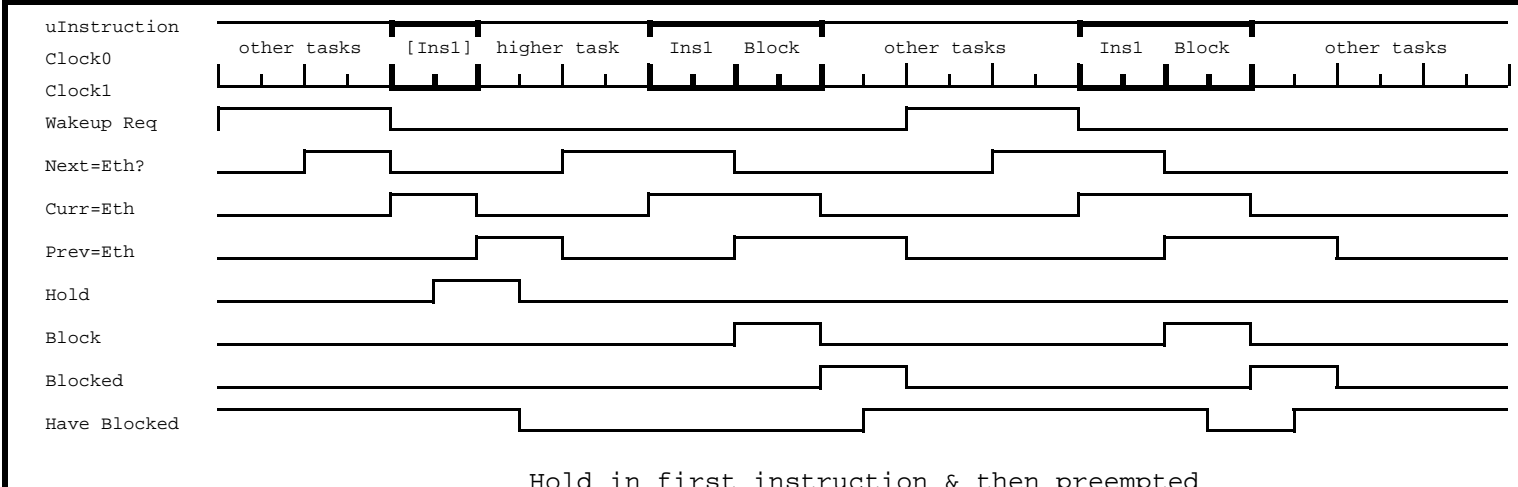 uInstruction
other tasks [Ins1] higher task Ins1 Block other tasks Ins1 Block other tasks
Clock0
Clock1
Wakeup Req
Next=Eth?
Curr=Eth
Prev=Eth
Hold
Block
Blocked
Have Blocked
Hold in first instruction & then preempted